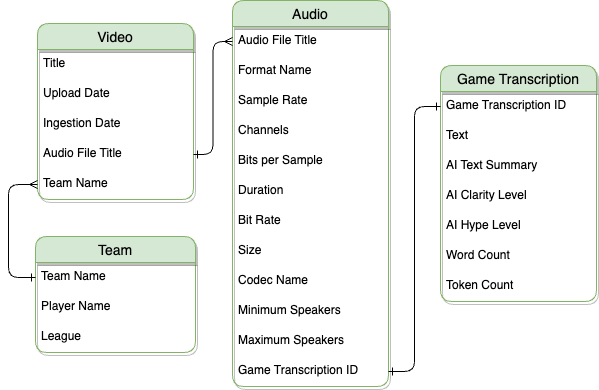 Video
Title
Upload Date
Ingestion Date
Audio File Title
Team Name
Team
Team Name
Player Name
League
Audio
Audio File Title
Format Name
Sample Rate
Channels
Bits per Sample
Duration
Bit Rate
Size
Codec Name
Minimum Speakers
Maximum Speakers
Game Transcription ID
Game Transcription
Game Transcription ID
Text
AI Text Summary
AI Clarity Level
AI Hype Level
Word Count
Token Count